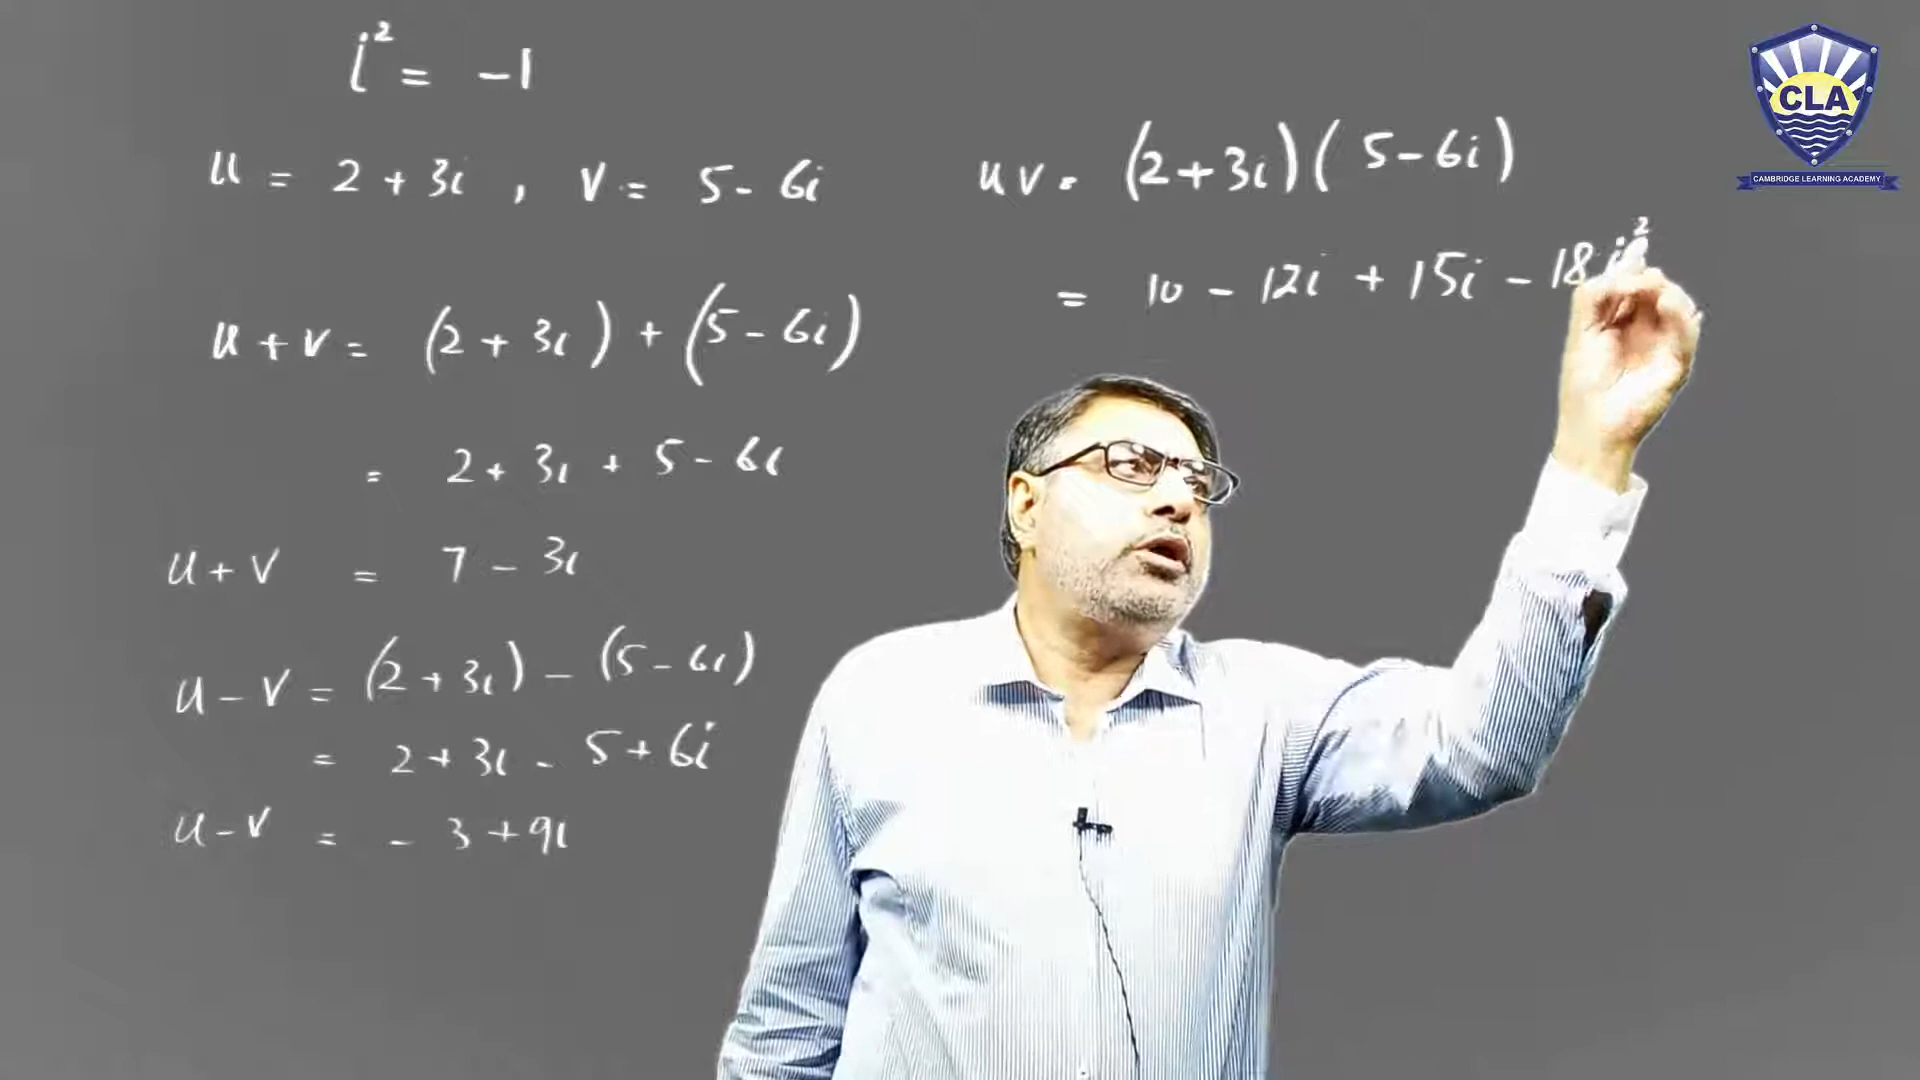 i² = -1
u = 2 + 3i , v = 5 - 6i
u + v = (2 + 3i) + (5 - 6i)
= 2 + 3i + 5 - 6i
u + v = 7 - 3i
u - v = (2 + 3i) - (5 - 6i)
= 2 + 3i - 5 + 6i
u - v = - 3 + 9i
uv = (2 + 3i)(5 - 6i)
= 10 - 12i + 15i - 18i²
CLA
CAMBRIDGE LEARNING ACADEMY